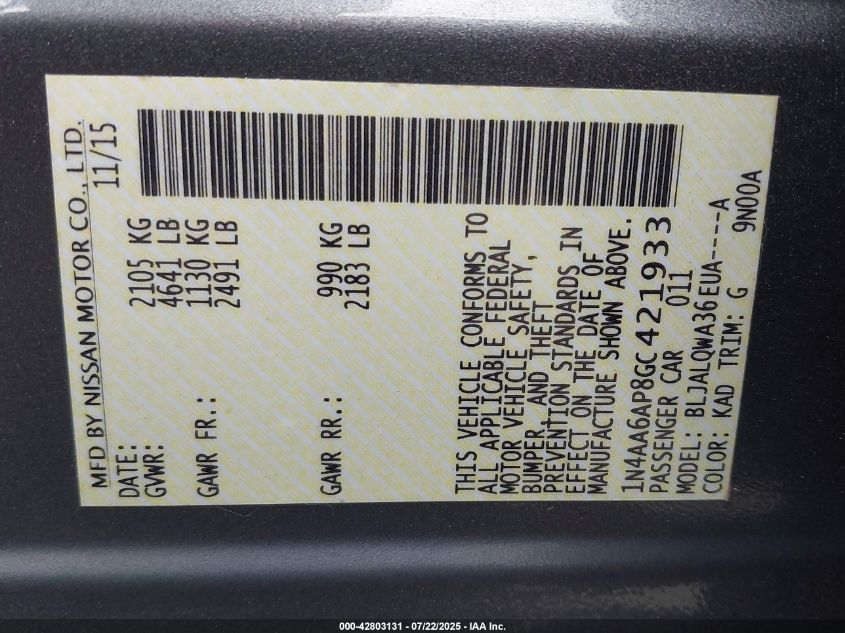 MFD BY NISSAN MOTOR CO., LTD.
DATE: 11/15
GVWR: 2105 KG
4641 LB
GAWR FR.: 1130 KG
2491 LB
GAWR RR.: 990 KG
2183 LB
THIS VEHICLE CONFORMS TO
ALL APPLICABLE FEDERAL
MOTOR VEHICLE SAFETY,
BUMPER, AND THEFT
PREVENTION STANDARDS IN
EFFECT ON THE DATE OF
MANUFACTURE SHOWN ABOVE.
1N4AA6AP8GC421933
PASSENGER CAR 011
MODEL: BLJALQWA36EUA----A
COLOR: KAD TRIM: G 9N00A
000-42803131 - 07/22/2025 - IAA Inc.